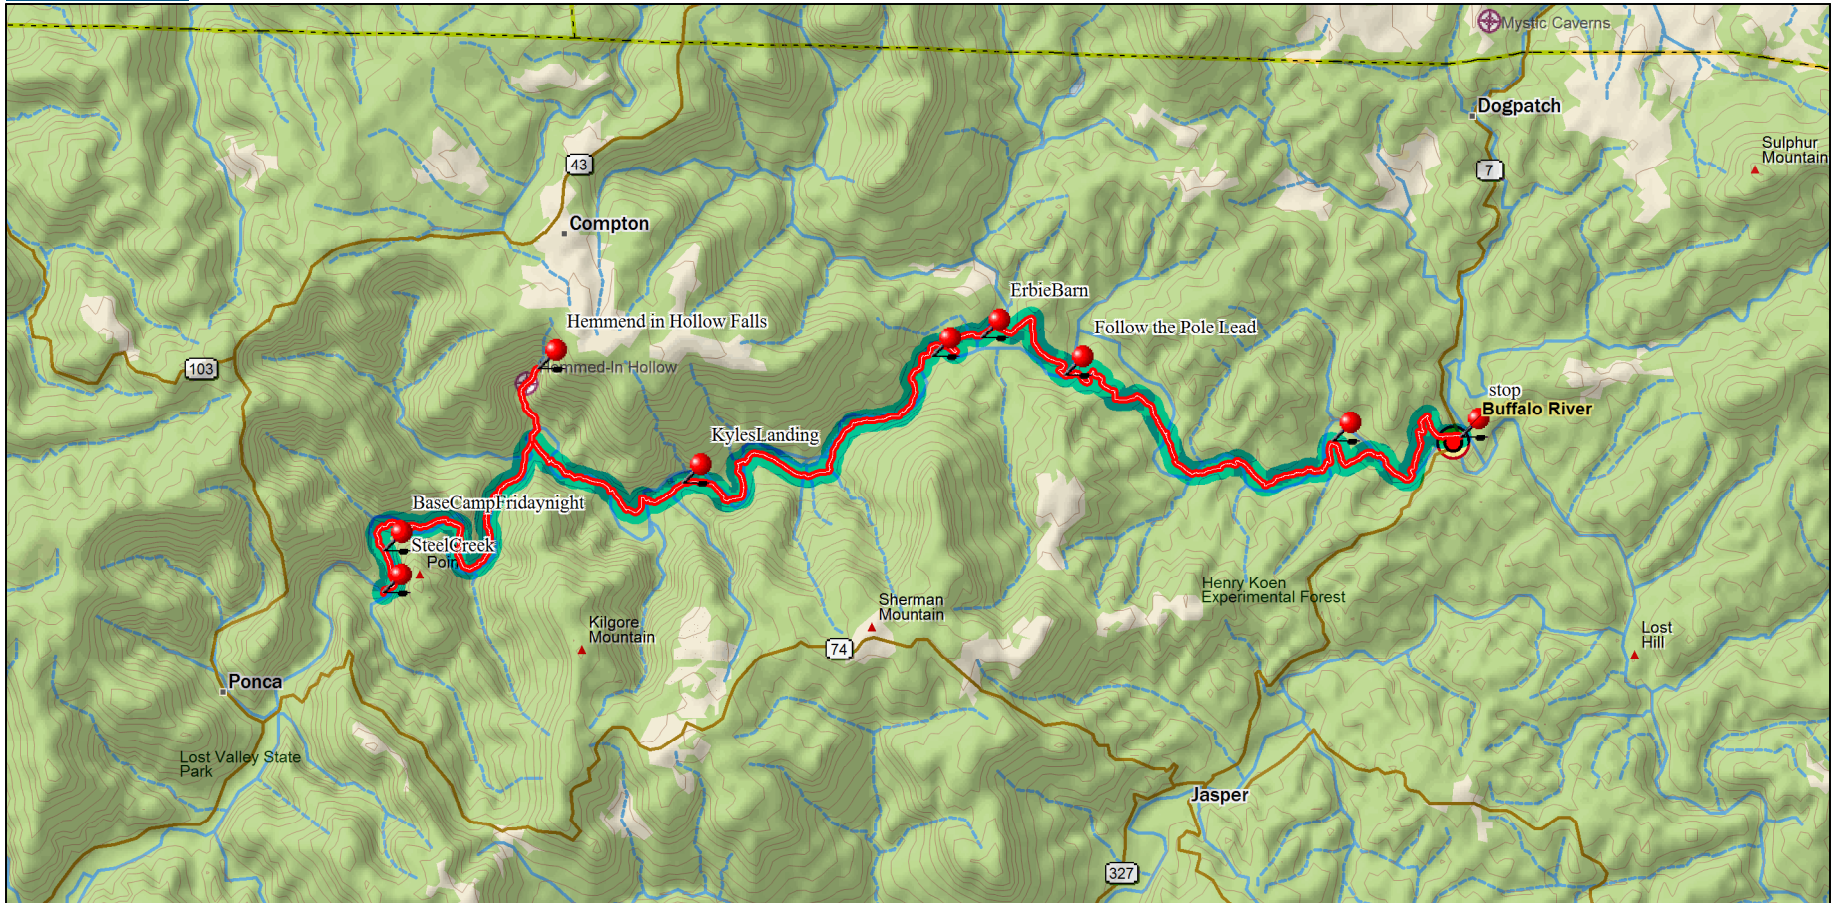 Mystic Caverns
Dogpatch
Sulphur
Mountain
43
7
Compton
ErbieBarn
Hemmend in Hollow Falls
Follow the Pole Lead
103
Hemmed-In Hollow
stop
Buffalo River
KylesLanding
BaseCampFridaynight
SteelCreek
Poin
Henry Koen
Experimental Forest
Sherman
Mountain
Kilgore
Mountain
Lost
Hill
74
Ponca
Lost Valley State
Park
Jasper
327